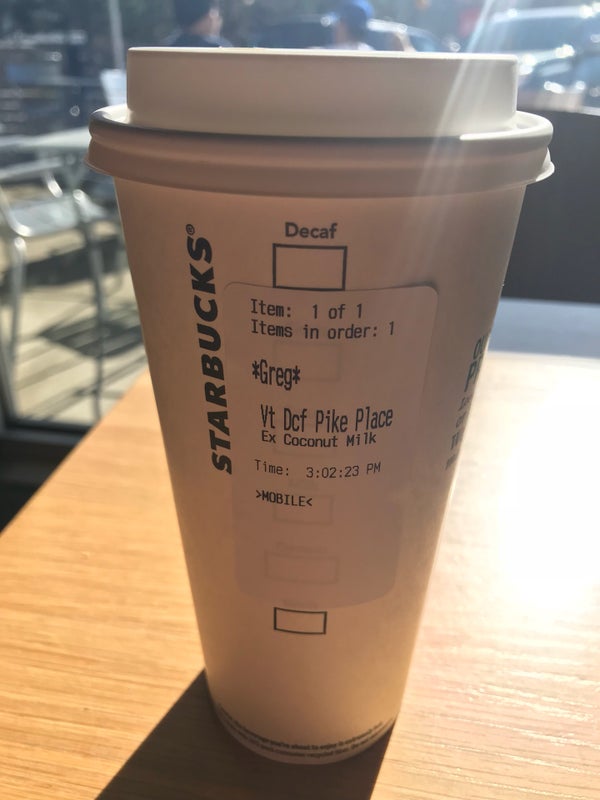 STARBUCKS®
Decaf
Item: 1 of 1
Items in order: 1
*Greg*
Vt Dcf Pike Place
Ex Coconut Milk
Time: 3:02:23 PM
>MOBILE<